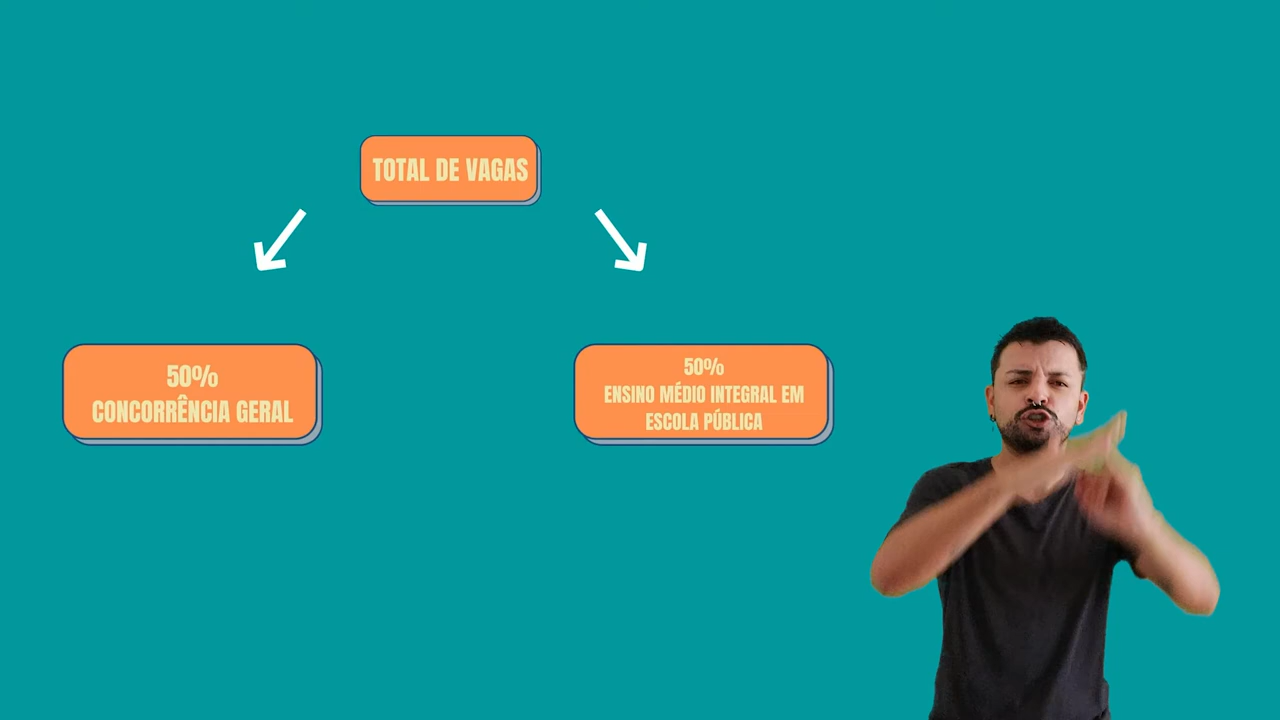 TOTAL DE VAGAS
50%
CONCORRÊNCIA GERAL
50%
ENSINO MÉDIO INTEGRAL EM
ESCOLA PÚBLICA